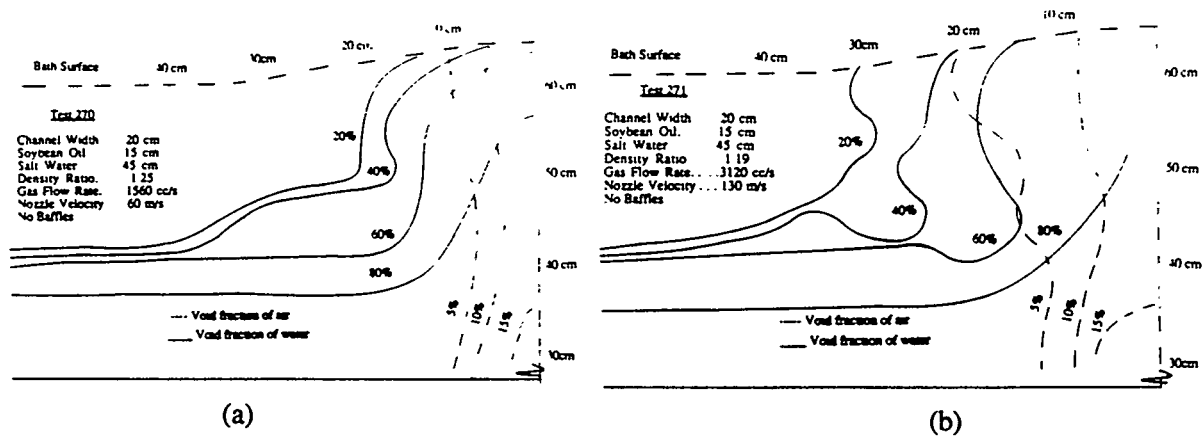 20 cm
30cm
40 cm
Bath Surface
Test 270
Channel Width 20 cm
Soybean Oil 15 cm
Salt Water 45 cm
Density Ratio. 1 25
Gas Flow Rate. 1560 cc/s
Nozzle Velocity 60 m/s
No Baffles
20%
40%
60%
80%
50 cm
40 cm
5%
10%
15%
Void fraction of air
Void fraction of water
(a)
10 cm
20 cm
30cm
40 cm
Bath Surface
60 cm
Test 271
Channel Width 20 cm
Soybean Oil. 15 cm
Salt Water 45 cm
Density Ratio 1 19
Gas Flow Rate. . . .3120 cc/s
Nozzle Velocity . . . 130 m/s
No Baffles
20%
40%
60%
80%
50 cm
40 cm
30cm
5%
10%
15%
Void fraction of air
Void fraction of water
(b)